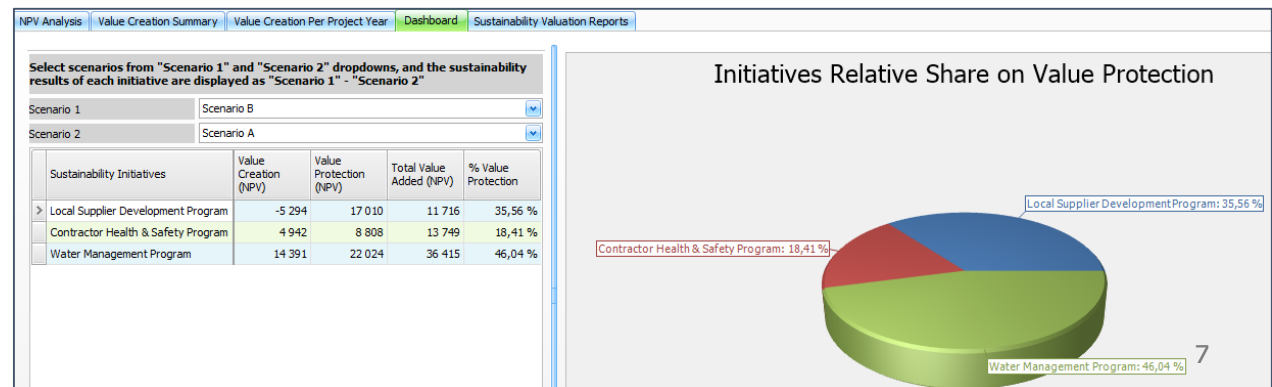 NPV Analysis Value Creation Summary Value Creation Per Project Year Dashboard Sustainability Valuation Reports
Select scenarios from "Scenario 1" and "Scenario 2" dropdowns, and the sustainability
results of each initiative are displayed as "Scenario 1" - "Scenario 2"
Scenario 1 Scenario B
Scenario 2 Scenario A
Sustainability Initiatives Value Creation (NPV) Value Protection (NPV) Total Value Added (NPV) % Value Protection
Local Supplier Development Program -5 294 17 010 11 716 35,56 %
Contractor Health & Safety Program 4 942 8 808 13 749 18,41 %
Water Management Program 14 391 22 024 36 415 46,04 %
Initiatives Relative Share on Value Protection
Local Supplier Development Program: 35,56 %
Contractor Health & Safety Program: 18,41 %
Water Management Program: 46,04 %
7